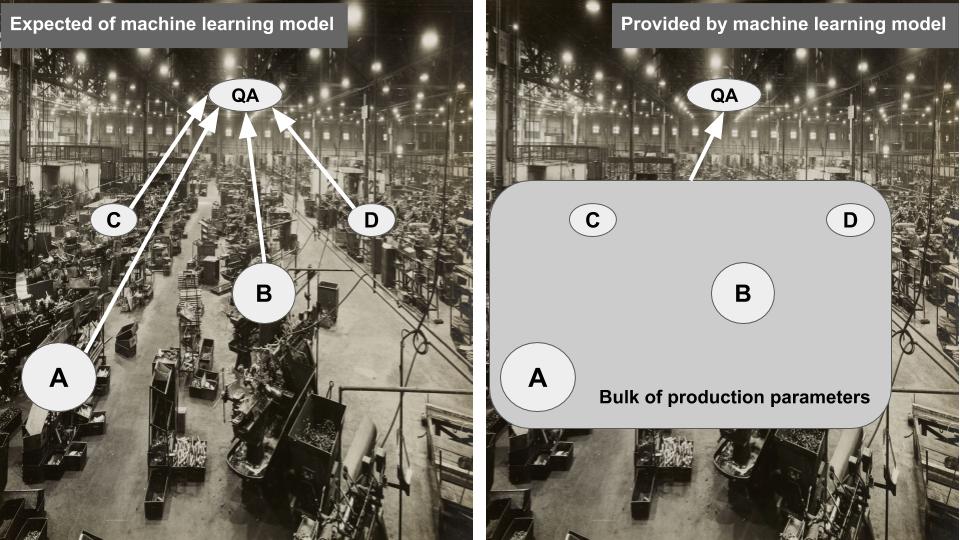 Expected of machine learning model
QA
C
D
B
A
Provided by machine learning model
QA
C
D
B
A
Bulk of production parameters